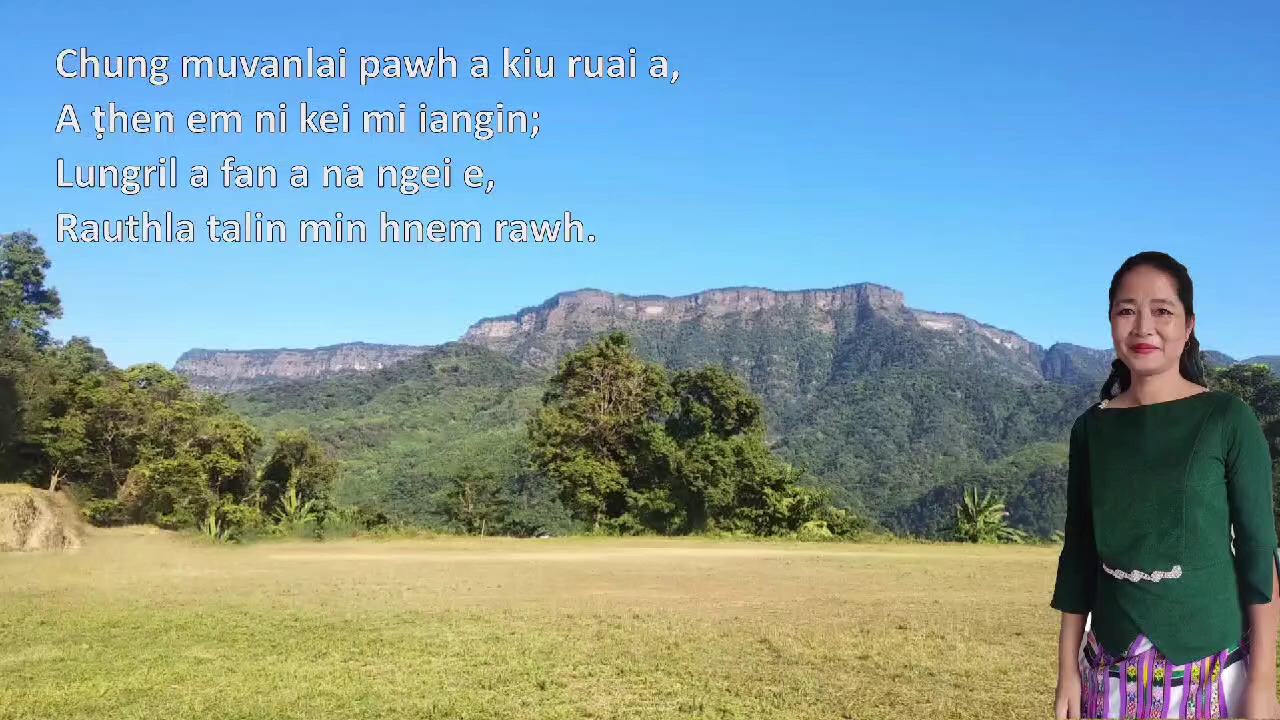 Chung muvanlai pawh a kiu ruai a,
A ṭhen em ni kei mi iangin;
Lungril a fan a na ngei e,
Rauthla talin min hnem rawh.